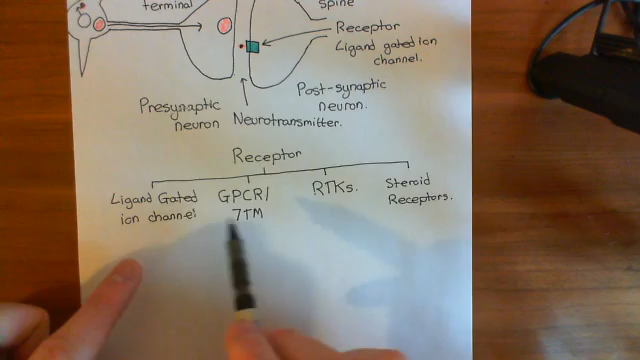 terminal
spine
Receptor
Ligand gated ion
channel.
Post-synaptic
neuron.
Presynaptic
neuron
Neurotransmitter.
Receptor
Ligand Gated
ion channel
GPCR/
7TM
RTKs.
Steroid
Receptors.